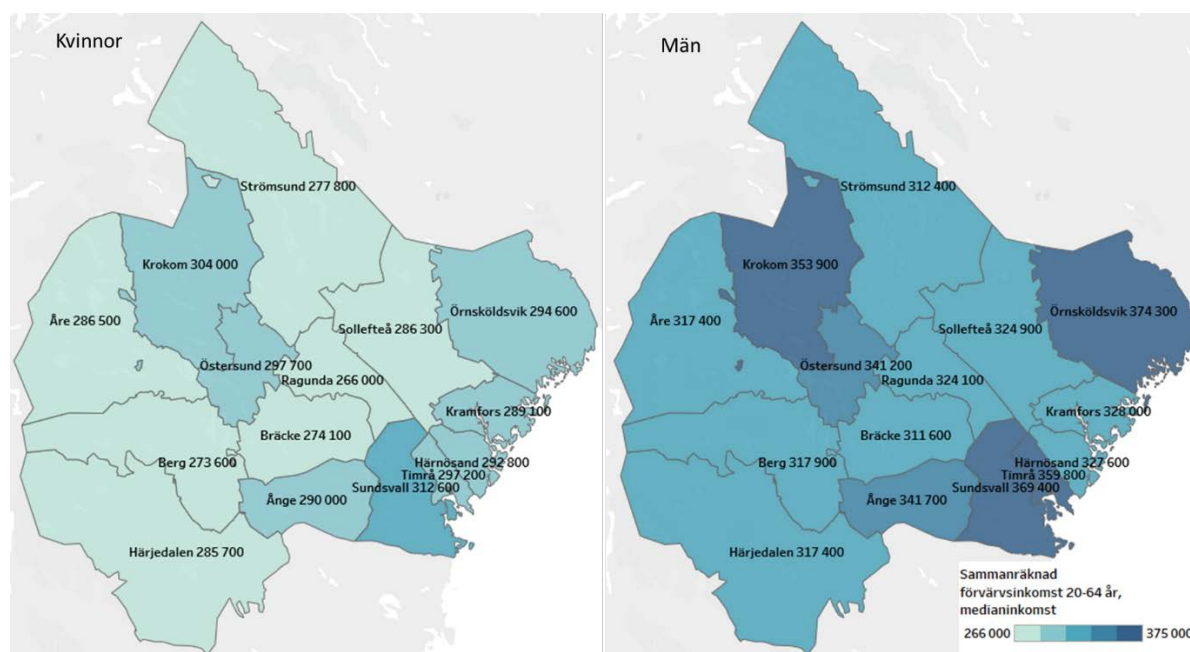 Kvinnor
Strömsund 277 800
Krokom 304 000
Örnsköldsvik 294 600
Åre 286 500
Sollefteå 286 300
Östersund 297 700
Ragunda 266 000
Kramfors 289 100
Bräcke 274 100
Berg 273 600
Härnösand 292 800
Timrå 297 200
Sundsvall 312 600
Ånge 290 000
Härjedalen 285 700
Män
Strömsund 312 400
Krokom 353 900
Örnsköldsvik 374 300
Åre 317 400
Sollefteå 324 900
Östersund 341 200
Ragunda 324 100
Kramfors 328 000
Bräcke 311 600
Berg 317 900
Härnösand 327 600
Timrå 359 800
Sundsvall 369 400
Ånge 341 700
Härjedalen 317 400
Sammanräknad
förvärvsinkomst 20-64 år,
medianinkomst
266 000 375 000